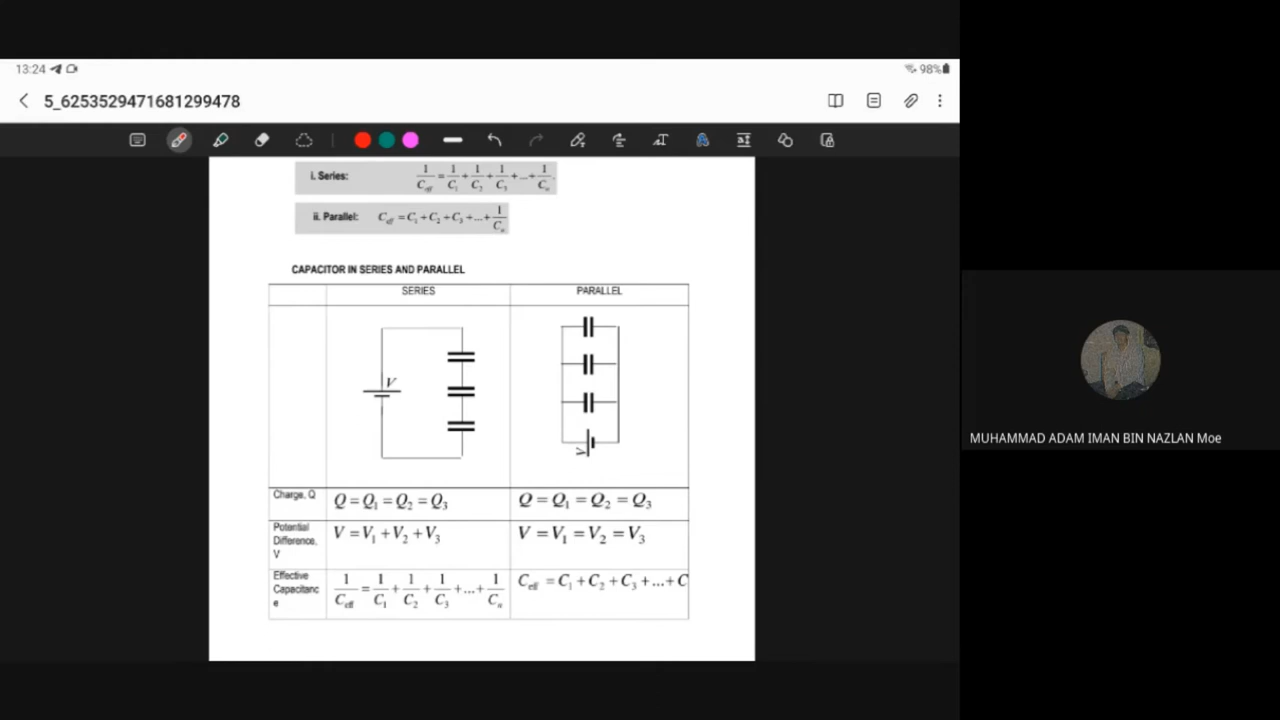 13:24
98%
5_6253529471681299478
i. Series: 1/C_eff = 1/C_1 + 1/C_2 + 1/C_3 + ... + 1/C_n.
ii. Parallel: C_eff = C_1 + C_2 + C_3 + ... + 1/C_n
CAPACITOR IN SERIES AND PARALLEL
SERIES PARALLEL
V
V
Charge, Q Q = Q_1 = Q_2 = Q_3 Q = Q_1 = Q_2 = Q_3
Potential Difference, V V = V_1 + V_2 + V_3 V = V_1 = V_2 = V_3
Effective Capacitance 1/C_eff = 1/C_1 + 1/C_2 + 1/C_3 + ... + 1/C_n C_eff = C_1 + C_2 + C_3 + ... + C
MUHAMMAD ADAM IMAN BIN NAZLAN Moe